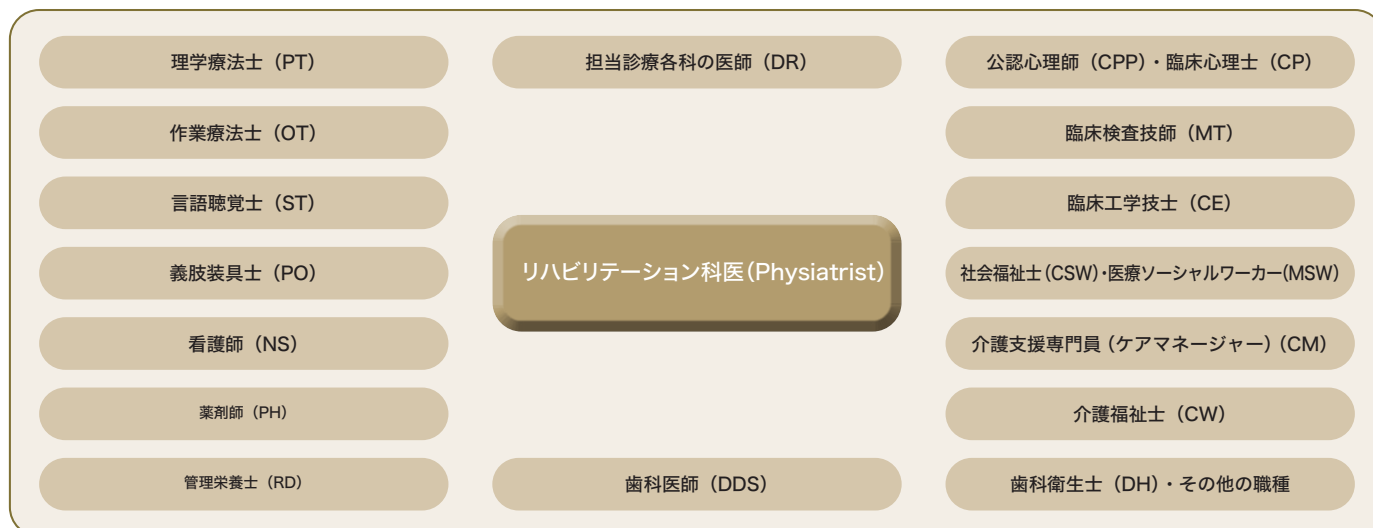 理学療法士（PT）
作業療法士（OT）
言語聴覚士（ST）
義肢装具士（PO）
看護師（NS）
薬剤師（PH）
管理栄養士（RD）
担当診療各科の医師（DR）
リハビリテーション科医（Physiatrist）
歯科医師（DDS）
公認心理師（CPP）・臨床心理士（CP）
臨床検査技師（MT）
臨床工学技士（CE）
社会福祉士（CSW）・医療ソーシャルワーカー（MSW）
介護支援専門員（ケアマネージャー）（CM）
介護福祉士（CW）
歯科衛生士（DH）・その他の職種